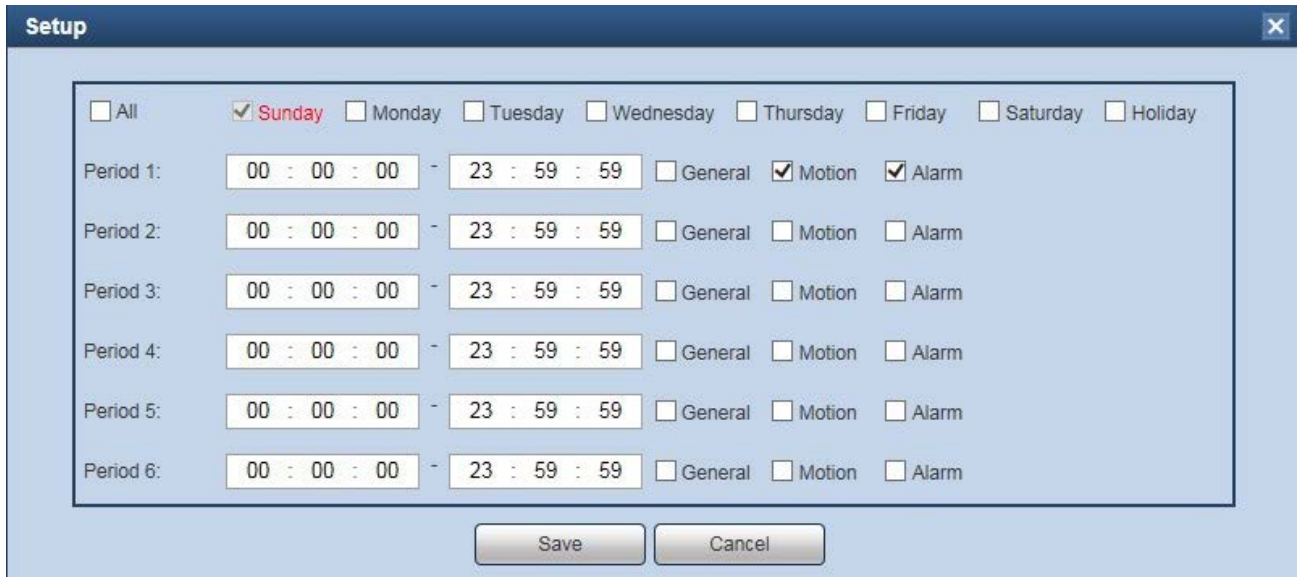 Setup
All Sunday Monday Tuesday Wednesday Thursday Friday Saturday Holiday
Period 1: 00 : 00 : 00 - 23 : 59 : 59 General Motion Alarm
Period 2: 00 : 00 : 00 - 23 : 59 : 59 General Motion Alarm
Period 3: 00 : 00 : 00 - 23 : 59 : 59 General Motion Alarm
Period 4: 00 : 00 : 00 - 23 : 59 : 59 General Motion Alarm
Period 5: 00 : 00 : 00 - 23 : 59 : 59 General Motion Alarm
Period 6: 00 : 00 : 00 - 23 : 59 : 59 General Motion Alarm
Save Cancel